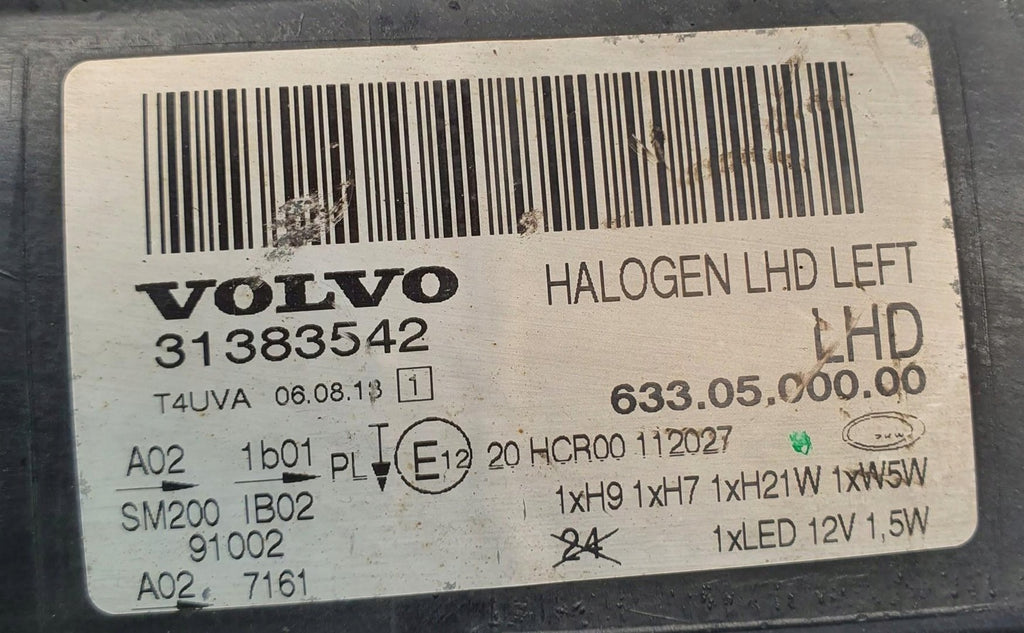 VOLVO
31383542
T4UVA 06.08.13 1
HALOGEN LHD LEFT
LHD
633.05.000.00
A02 1b01 PL E12 20 HCR00 112027
SM200 IB02
91002
A02 7161
1xH9 1xH7 1xH21W 1xW5W
24 1xLED 12V 1,5W